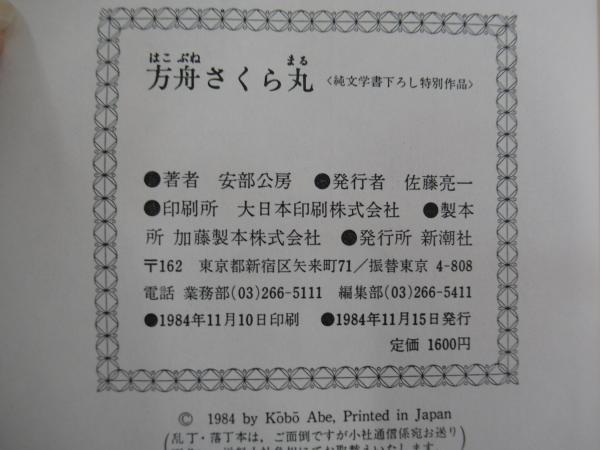 はこ ぶね まる
方舟さくら丸〈純文学書下ろし特別作品〉
●著者 安部公房 ●発行者 佐藤亮一
●印刷所 大日本印刷株式会社 ●製本
所 加藤製本株式会社 ●発行所 新潮社
〒162 東京都新宿区矢来町71/振替東京 4-808
電話 業務部(03)266-5111 編集部(03)266-5411
●1984年11月10日印刷 ●1984年11月15日発行
定価 1600円
© 1984 by Kōbō Abe, Printed in Japan
(乱丁・落丁本は、ご面倒ですが小社通信係宛お送り)